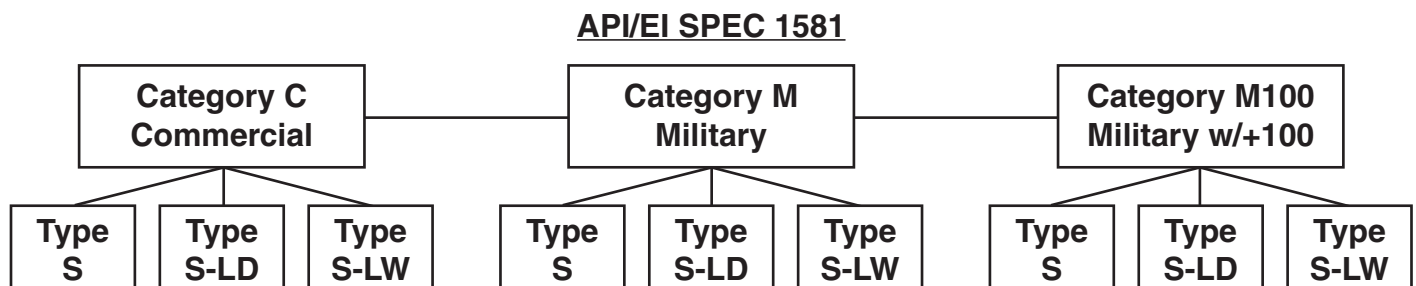 API/EI SPEC 1581
Category C
Commercial
Category M
Military
Category M100
Military w/+100
Type
S
Type
S-LD
Type
S-LW
Type
S
Type
S-LD
Type
S-LW
Type
S
Type
S-LD
Type
S-LW